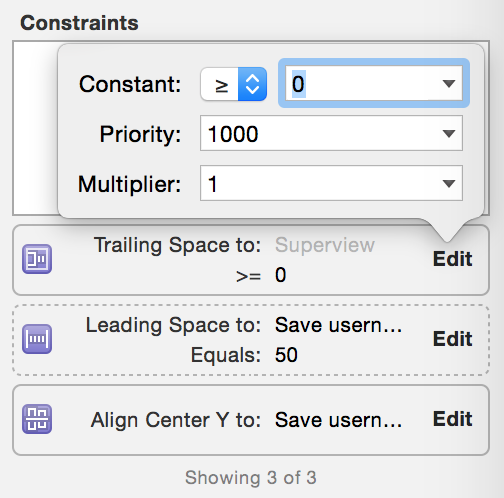 Constraints
Constant: ≥ 0
Priority: 1000
Multiplier: 1
Trailing Space to: Superview
>= 0
Edit
Leading Space to: Save usern...
Equals: 50
Edit
Align Center Y to: Save usern...
Edit
Showing 3 of 3